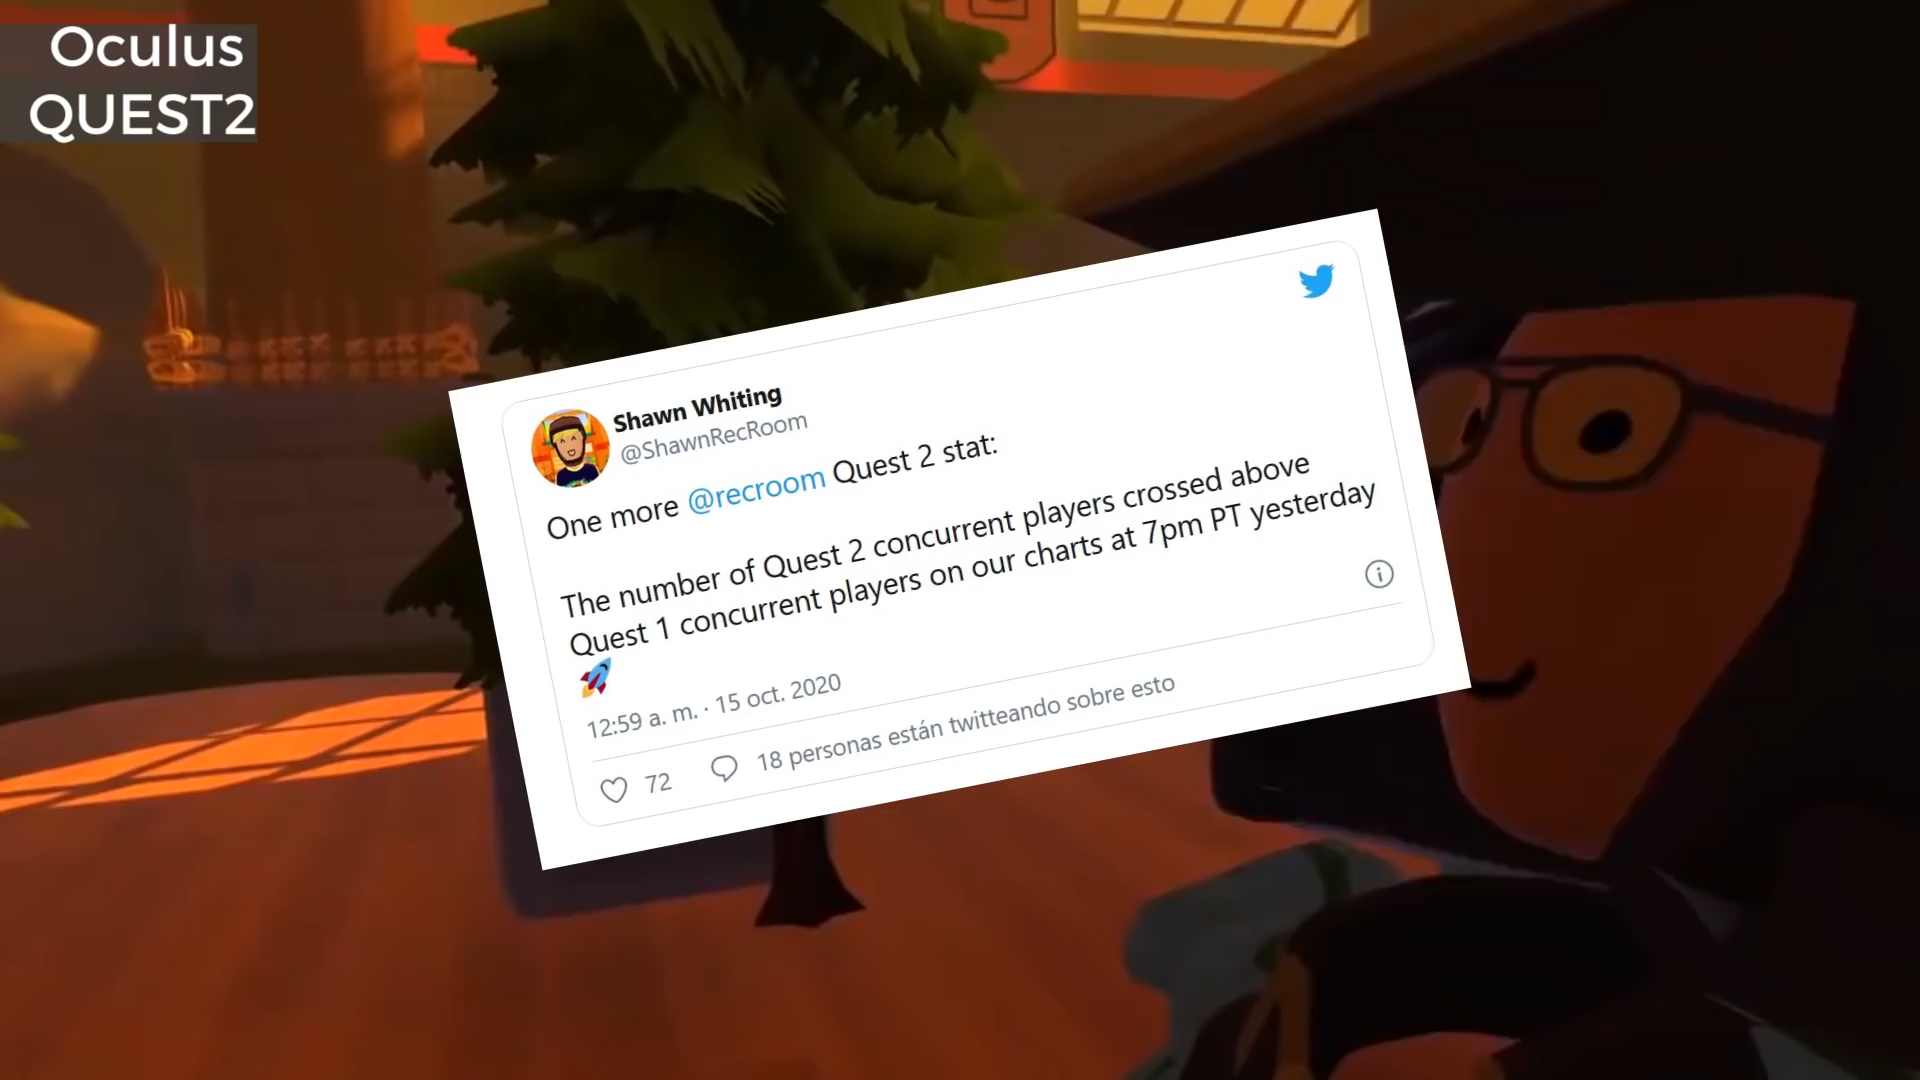 Oculus
QUEST2
Shawn Whiting
@ShawnRecRoom
One more @recroom Quest 2 stat:
The number of Quest 2 concurrent players crossed above
Quest 1 concurrent players on our charts at 7pm PT yesterday
🚀
12:59 a. m. · 15 oct. 2020
72
18 personas están twitteando sobre esto